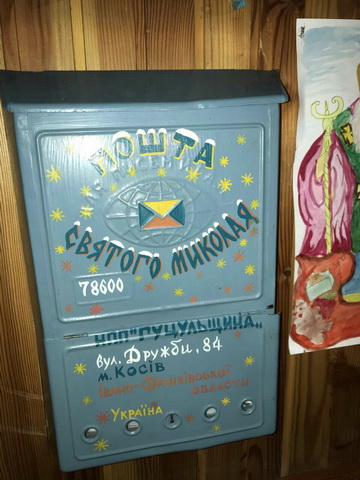 ПОШТА
СВЯТОГО МИКОЛАЯ
78600
НПП "ГУЦУЛЬЩИНА"
вул. Дружби, 84
м. Косів
Івано-Франківської
області
Україна